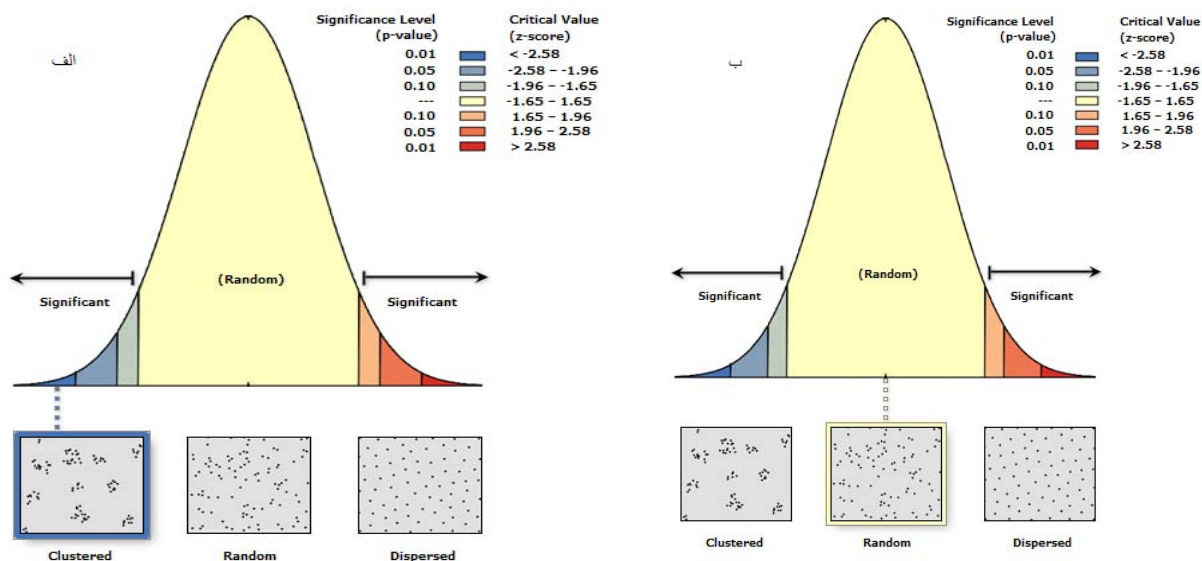 الف
Significance Level (p-value) Critical Value (z-score)
0.01 < -2.58
0.05 -2.58 – -1.96
0.10 -1.96 – -1.65
--- -1.65 – 1.65
0.10 1.65 – 1.96
0.05 1.96 – 2.58
0.01 > 2.58
Significant
(Random)
Significant
Clustered
Random
Dispersed
ب
Significance Level (p-value) Critical Value (z-score)
0.01 < -2.58
0.05 -2.58 – -1.96
0.10 -1.96 – -1.65
--- -1.65 – 1.65
0.10 1.65 – 1.96
0.05 1.96 – 2.58
0.01 > 2.58
Significant
(Random)
Significant
Clustered
Random
Dispersed